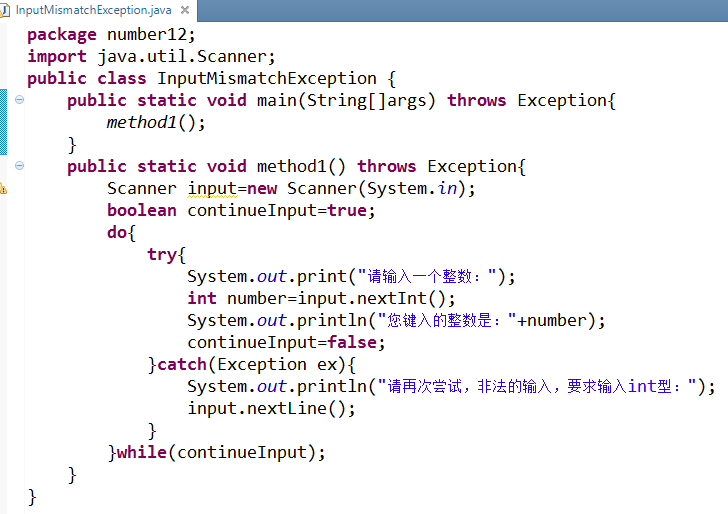 InputMismatchException.java
package number12;
import java.util.Scanner;
public class InputMismatchException {
    public static void main(String[]args) throws Exception{
        method1();
    }
    public static void method1() throws Exception{
        Scanner input=new Scanner(System.in);
        boolean continueInput=true;
        do{
            try{
                System.out.print("请输入一个整数：");
                int number=input.nextInt();
                System.out.println("您键入的整数是："+number);
                continueInput=false;
            }catch(Exception ex){
                System.out.println("请再次尝试，非法的输入，要求输入int型：");
                input.nextLine();
            }
        }while(continueInput);
    }
}